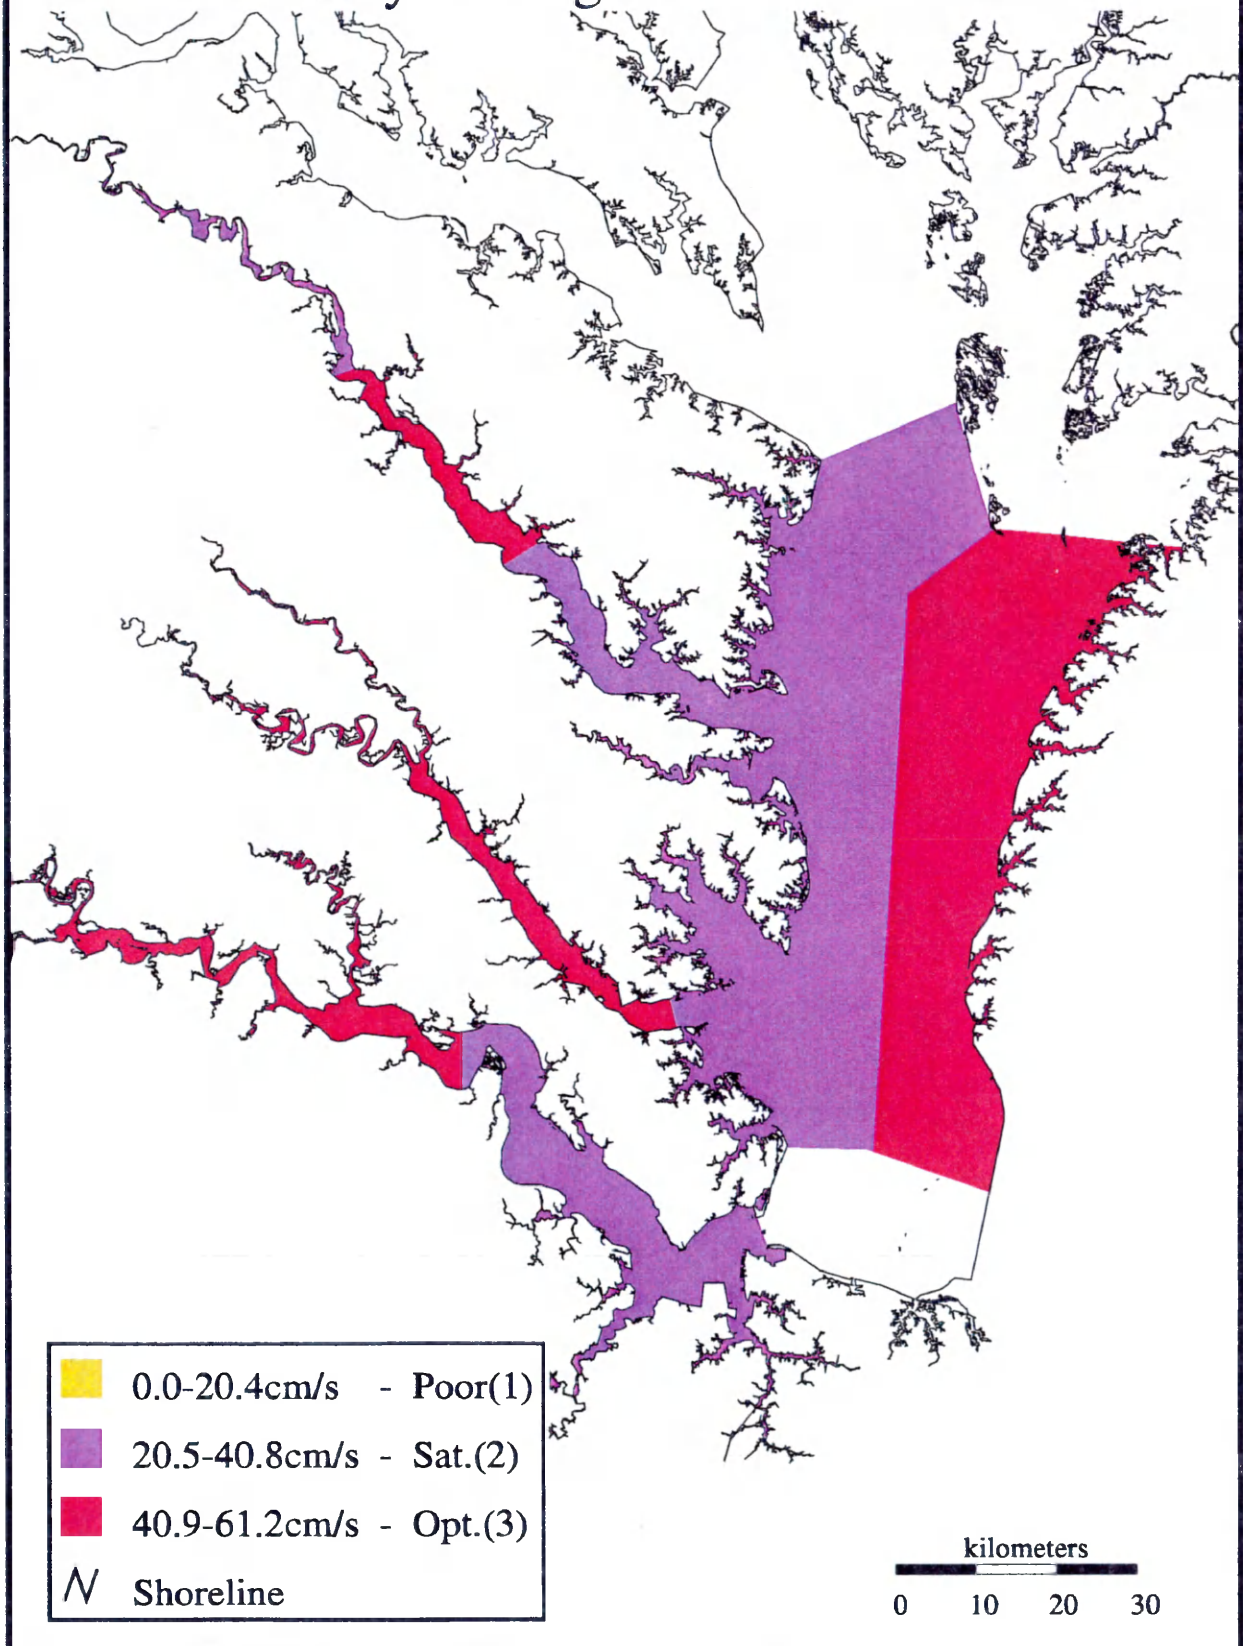 0.0-20.4cm/s - Poor(1)
20.5-40.8cm/s - Sat.(2)
40.9-61.2cm/s - Opt.(3)
Shoreline
kilometers
0 10 20 30